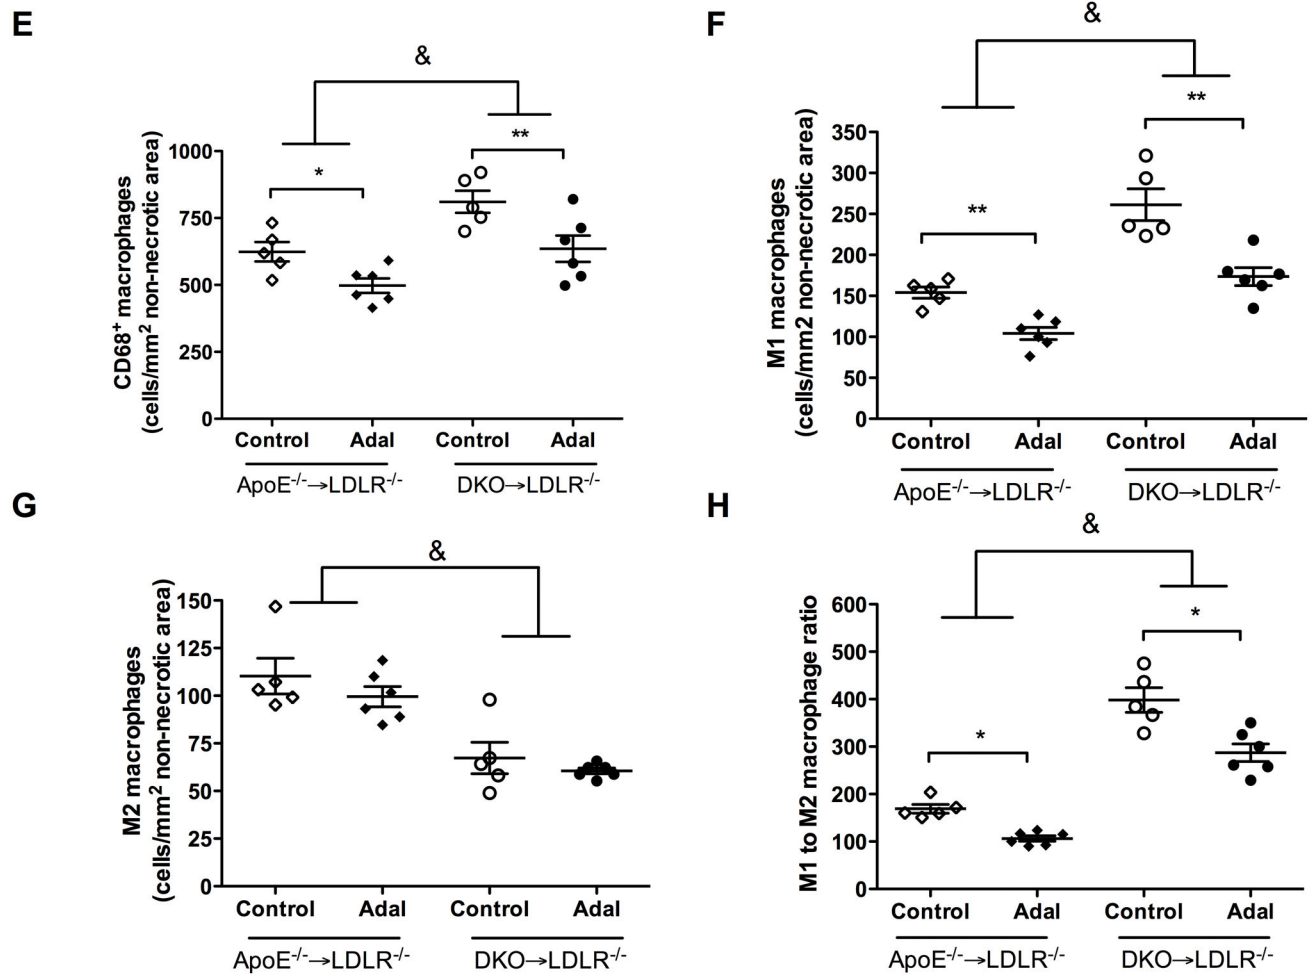 E
&
**
*
CD68⁺ macrophages
(cells/mm² non-necrotic area)
1000
750
500
250
0
Control Adal Control Adal
ApoE⁻/⁻→LDLR⁻/⁻ DKO→LDLR⁻/⁻
F
&
**
**
M1 macrophages
(cells/mm2 non-necrotic area)
350
300
250
200
150
100
50
0
Control Adal Control Adal
ApoE⁻/⁻→LDLR⁻/⁻ DKO→LDLR⁻/⁻
G
&
M2 macrophages
(cells/mm² non-necrotic area)
150
125
100
75
50
25
0
Control Adal Control Adal
ApoE⁻/⁻→LDLR⁻/⁻ DKO→LDLR⁻/⁻
H
&
*
*
M1 to M2 macrophage ratio
600
500
400
300
200
100
0
Control Adal Control Adal
ApoE⁻/⁻→LDLR⁻/⁻ DKO→LDLR⁻/⁻